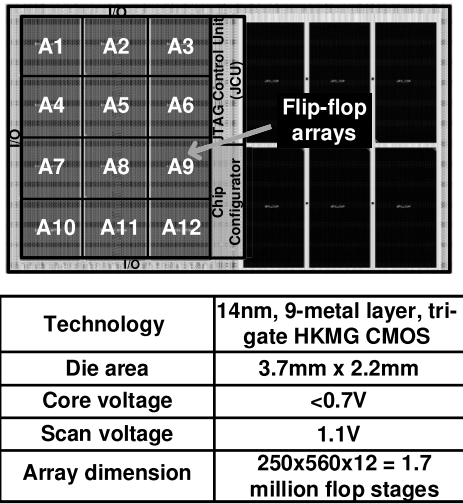 I/O
A1 A2 A3
JTAG Control Unit
(JCU)
A4 A5 A6
Flip-flop
arrays
I/O
A7 A8 A9
Chip
Configurator
A10 A11 A12
I/O
Technology
14nm, 9-metal layer, tri-
gate HKMG CMOS
Die area
3.7mm x 2.2mm
Core voltage
<0.7V
Scan voltage
1.1V
Array dimension
250x560x12 = 1.7
million flop stages